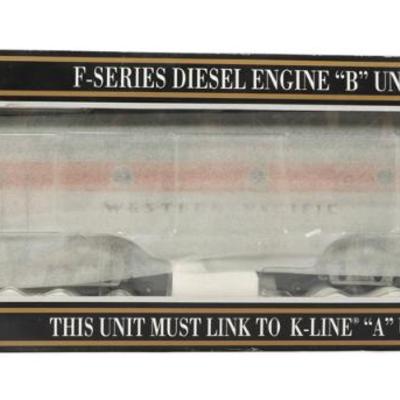 F-SERIES DIESEL ENGINE “B” UN
WESTERN PACIFIC
THIS UNIT MUST LINK TO K-LINE® “A”